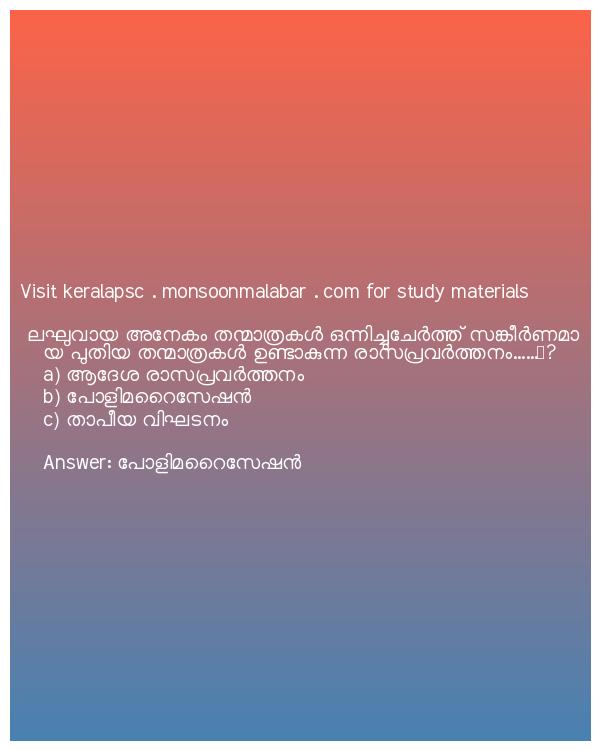 Visit keralapsc . monsoonmalabar . com for study materials
ലഘുവായ അനേകം തന്മാത്രകൾ ഒന്നിച്ചുചേർത്ത് സങ്കീർണമാ
യ പുതിയ തന്മാത്രകൾ ഉണ്ടാകുന്ന രാസപ്രവർത്തനം......?
a) ആദേശ രാസപ്രവർത്തനം
b) പോളിമറൈസേഷൻ
c) താപീയ വിഘടനം
Answer: പോളിമറൈസേഷൻ